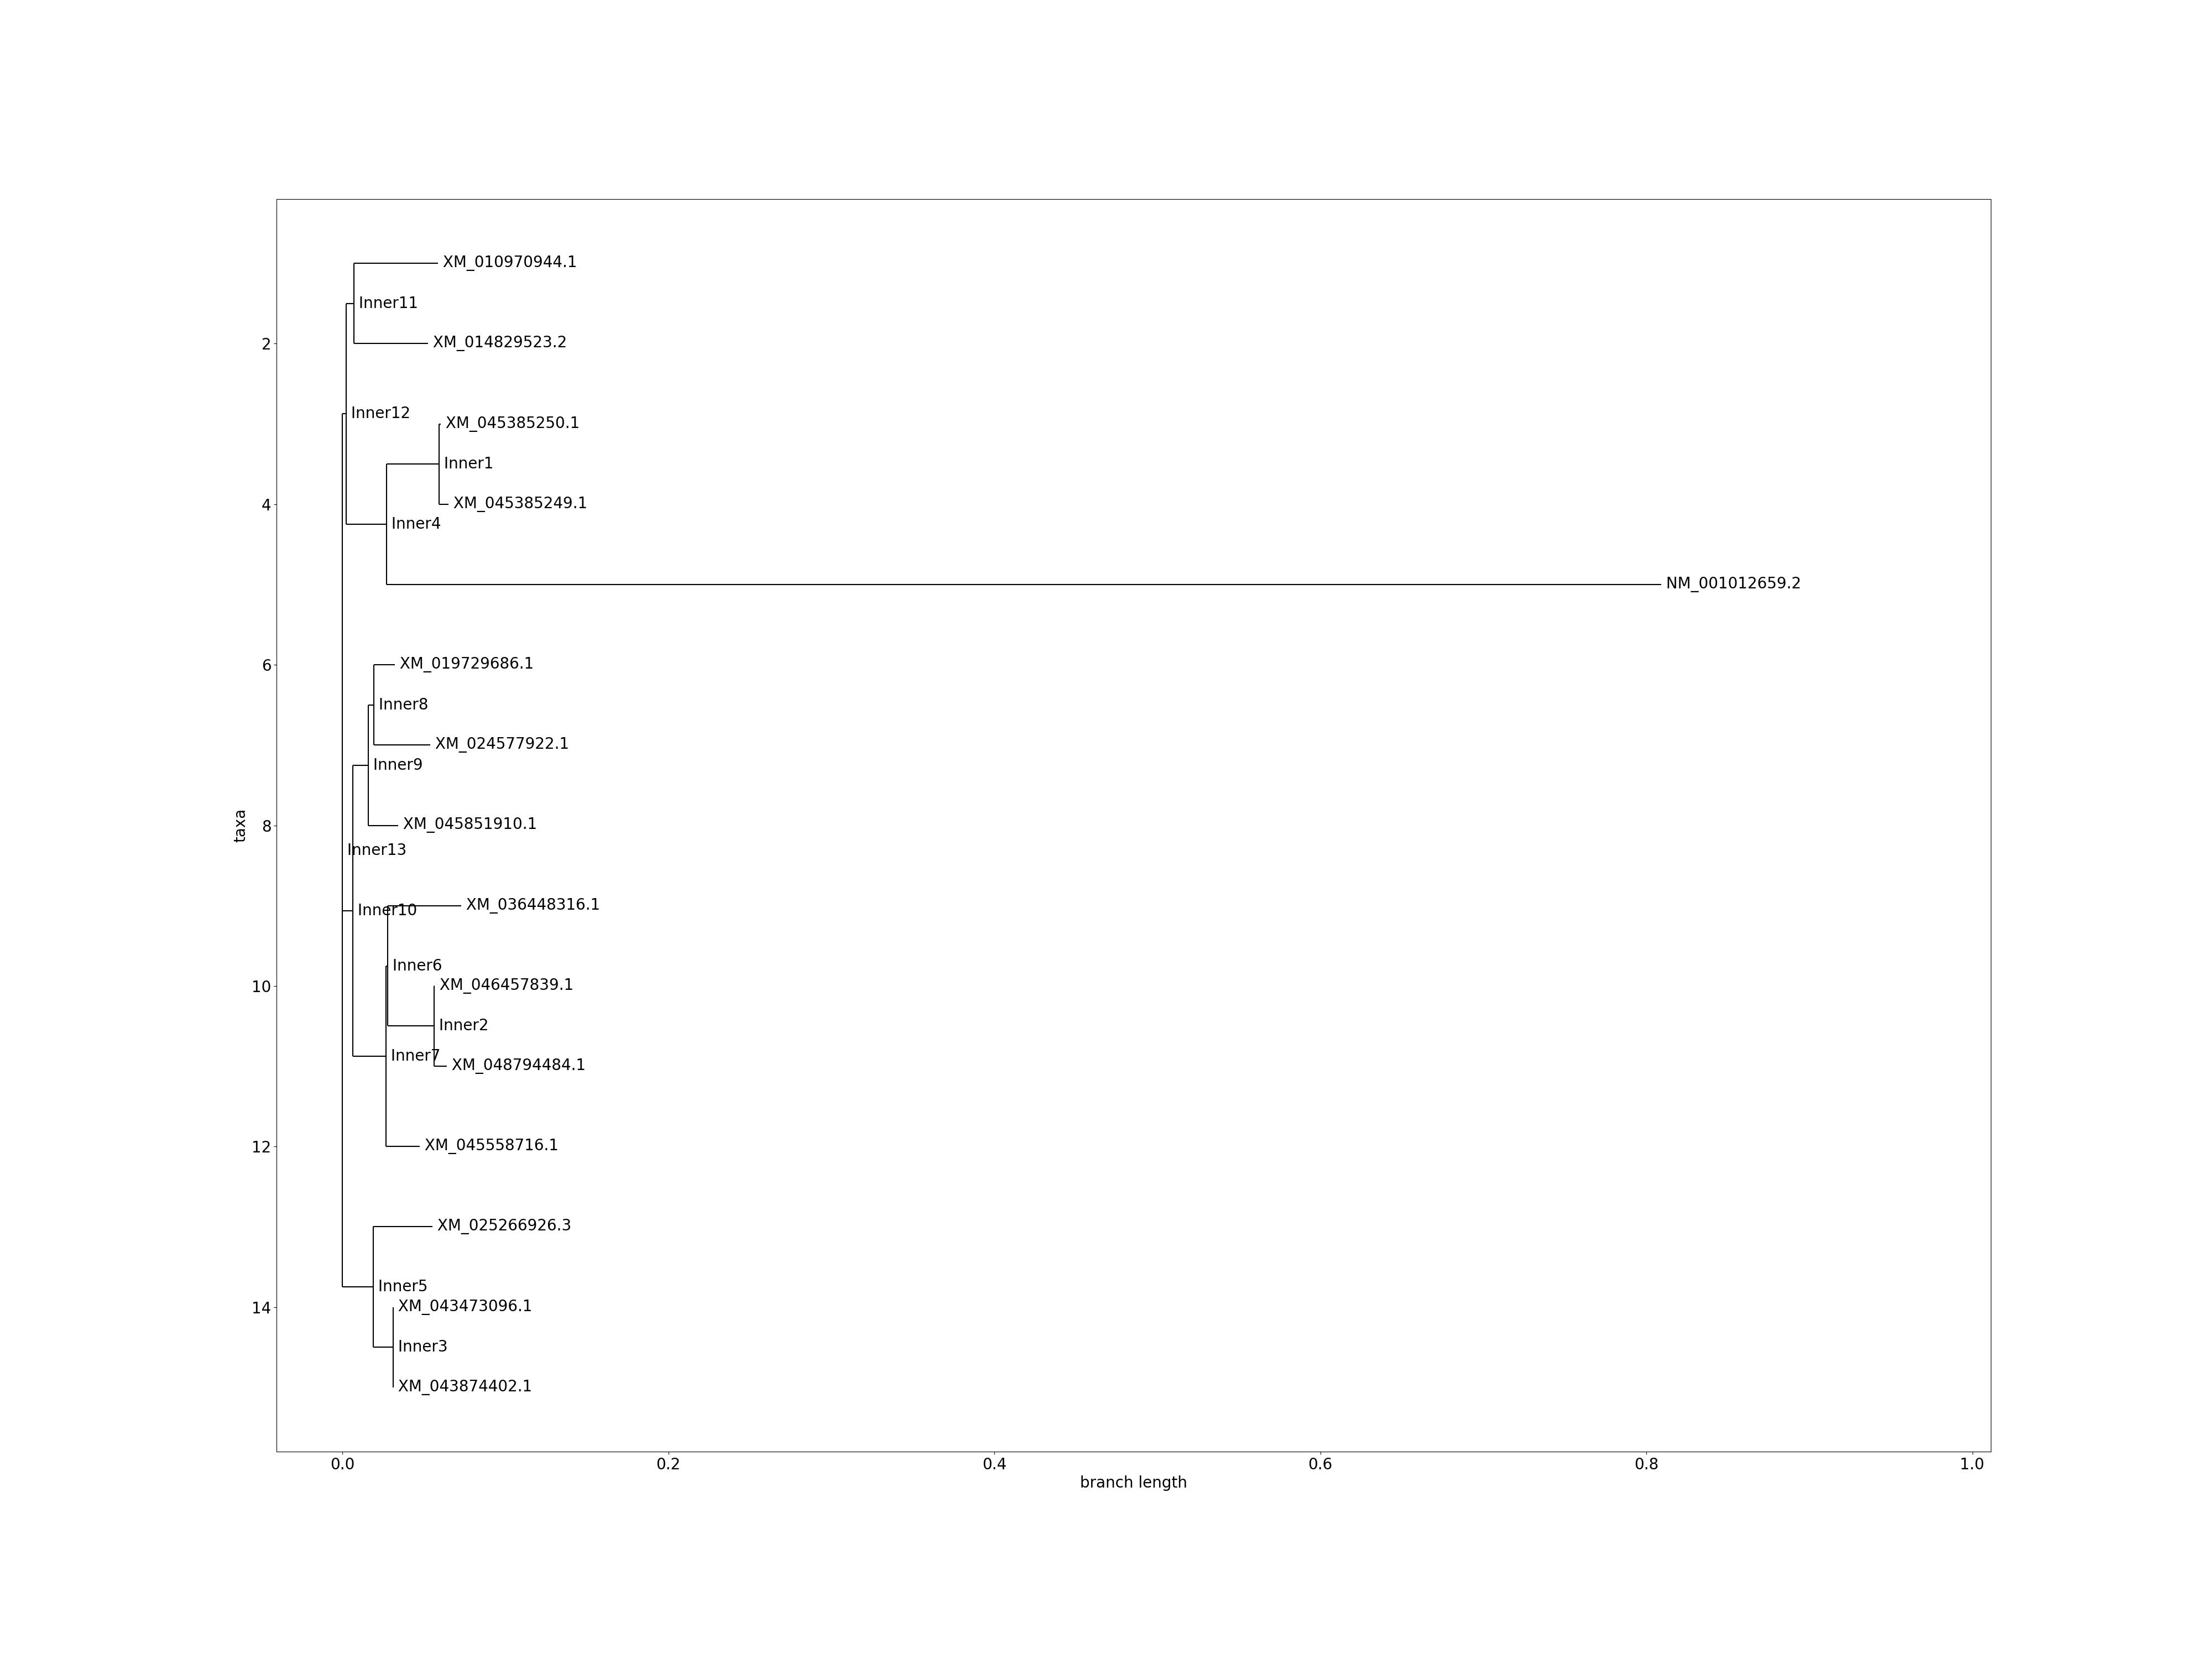 XM_010970944.1
Inner11
2
XM_014829523.2
Inner12
XM_045385250.1
Inner1
4
XM_045385249.1
Inner4
NM_001012659.2
6
XM_019729686.1
Inner8
XM_024577922.1
Inner9
taxa
8
XM_045851910.1
Inner13
XM_036448316.1
Inner10
Inner6
10
XM_046457839.1
Inner2
Inner7
XM_048794484.1
12
XM_045558716.1
XM_025266926.3
Inner5
14
XM_043473096.1
Inner3
XM_043874402.1
0.0 0.2 0.4 0.6 0.8 1.0
branch length